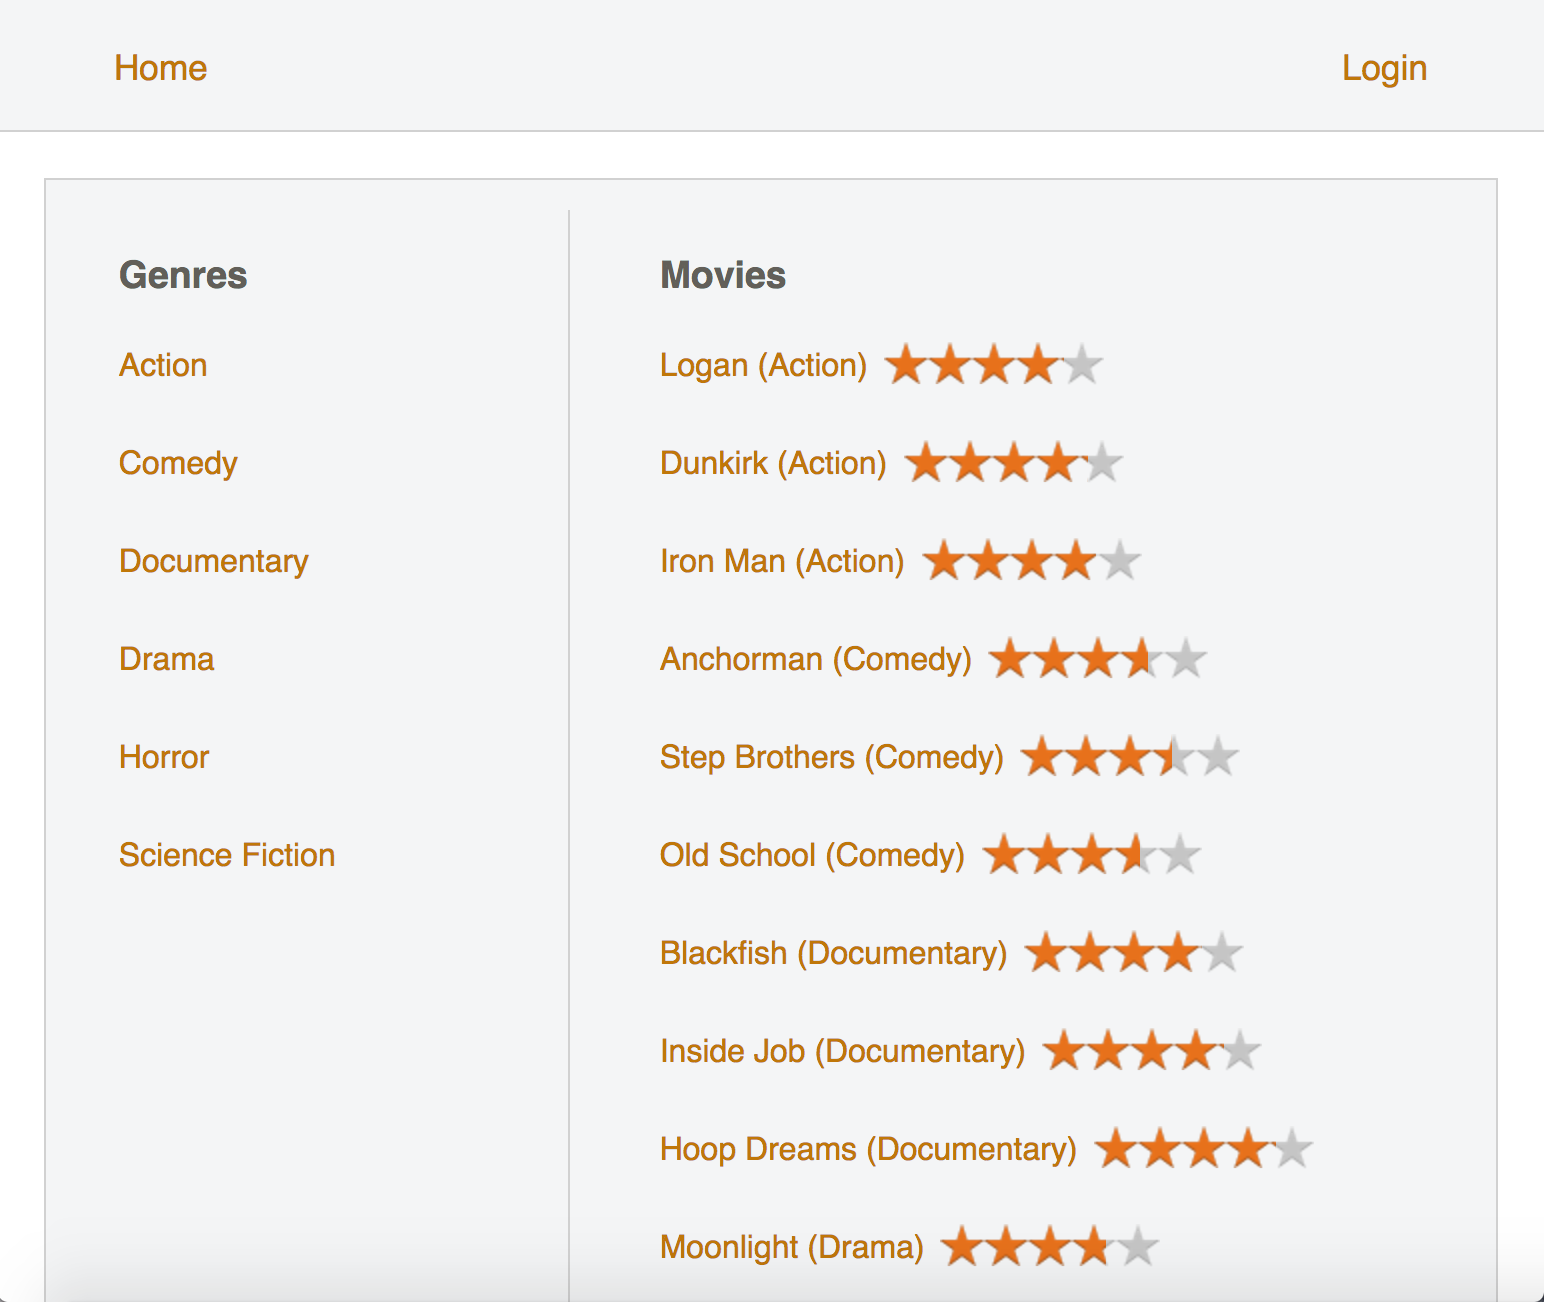 Home
Login
Genres
Action
Comedy
Documentary
Drama
Horror
Science Fiction
Movies
Logan (Action)
Dunkirk (Action)
Iron Man (Action)
Anchorman (Comedy)
Step Brothers (Comedy)
Old School (Comedy)
Blackfish (Documentary)
Inside Job (Documentary)
Hoop Dreams (Documentary)
Moonlight (Drama)